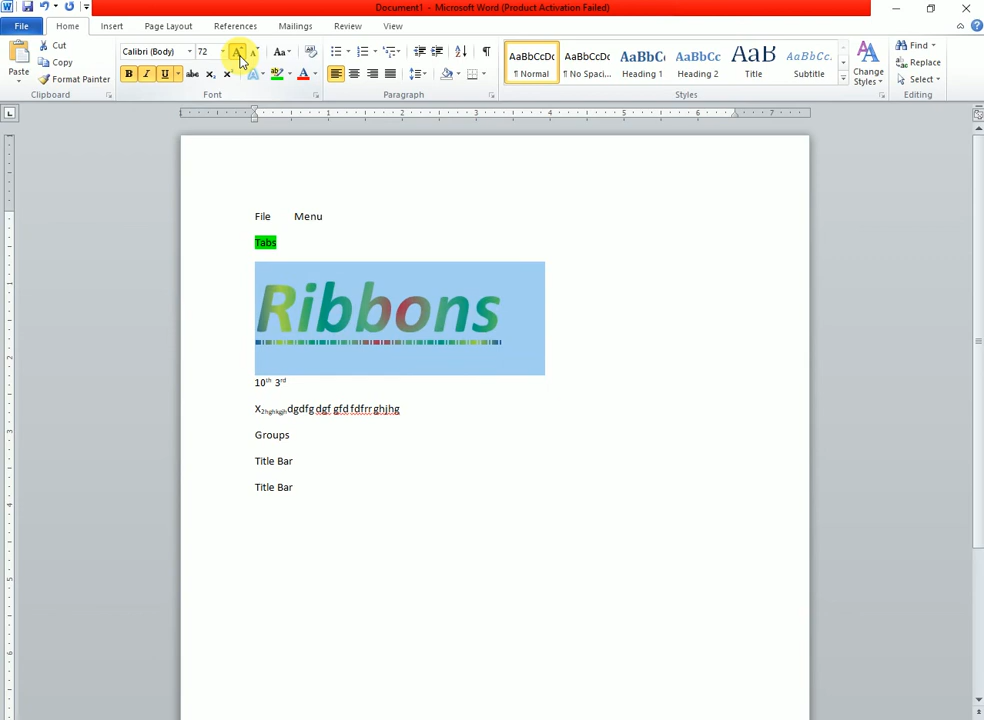 Document1 - Microsoft Word (Product Activation Failed)
File Home Insert Page Layout References Mailings Review View
Paste
Cut
Copy
Format Painter
Clipboard
Calibri (Body) 72
Font
Paragraph
AaBbCcDc
¶ Normal
AaBbCcDc
¶ No Spaci...
AaBbC
Heading 1
AaBbCc
Heading 2
AaB
Title
AaBbCc.
Subtitle
Change Styles
Styles
Find
Replace
Select
Editing
File Menu
Tabs
Ribbons
10th 3rd
X2hghkghdgdfg dgf gfd fdfrr ghjhg
Groups
Title Bar
Title Bar